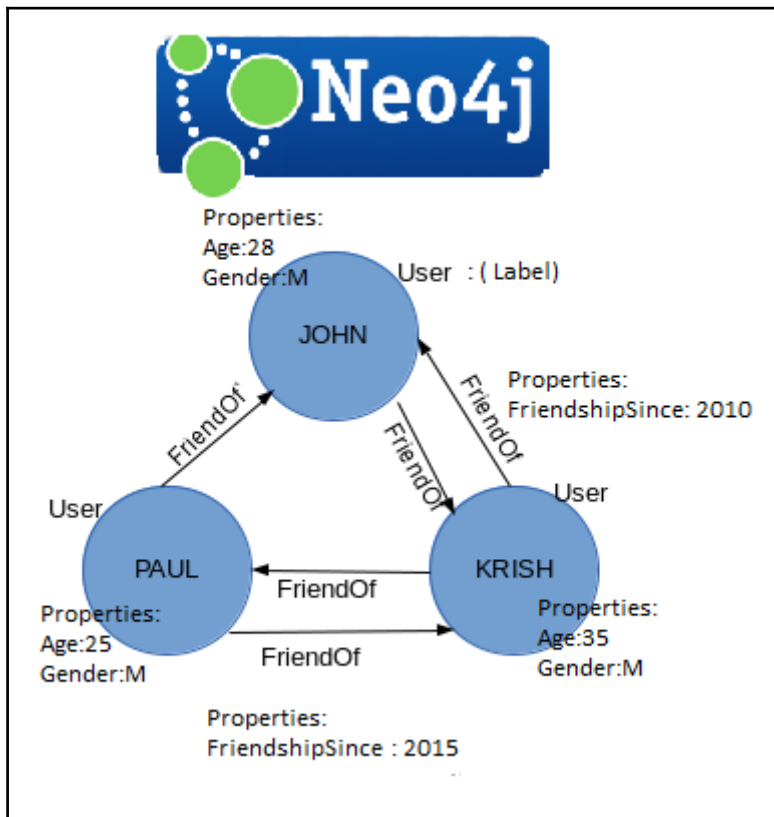 Neo4j
Properties:
Age:28
Gender:M
User : ( Label)
JOHN
FriendOf'
FriendOf
FriendOf
Properties:
FriendshipSince: 2010
User
PAUL
Properties:
Age:25
Gender:M
FriendOf
FriendOf
User
KRISH
Properties:
Age:35
Gender:M
Properties:
FriendshipSince : 2015